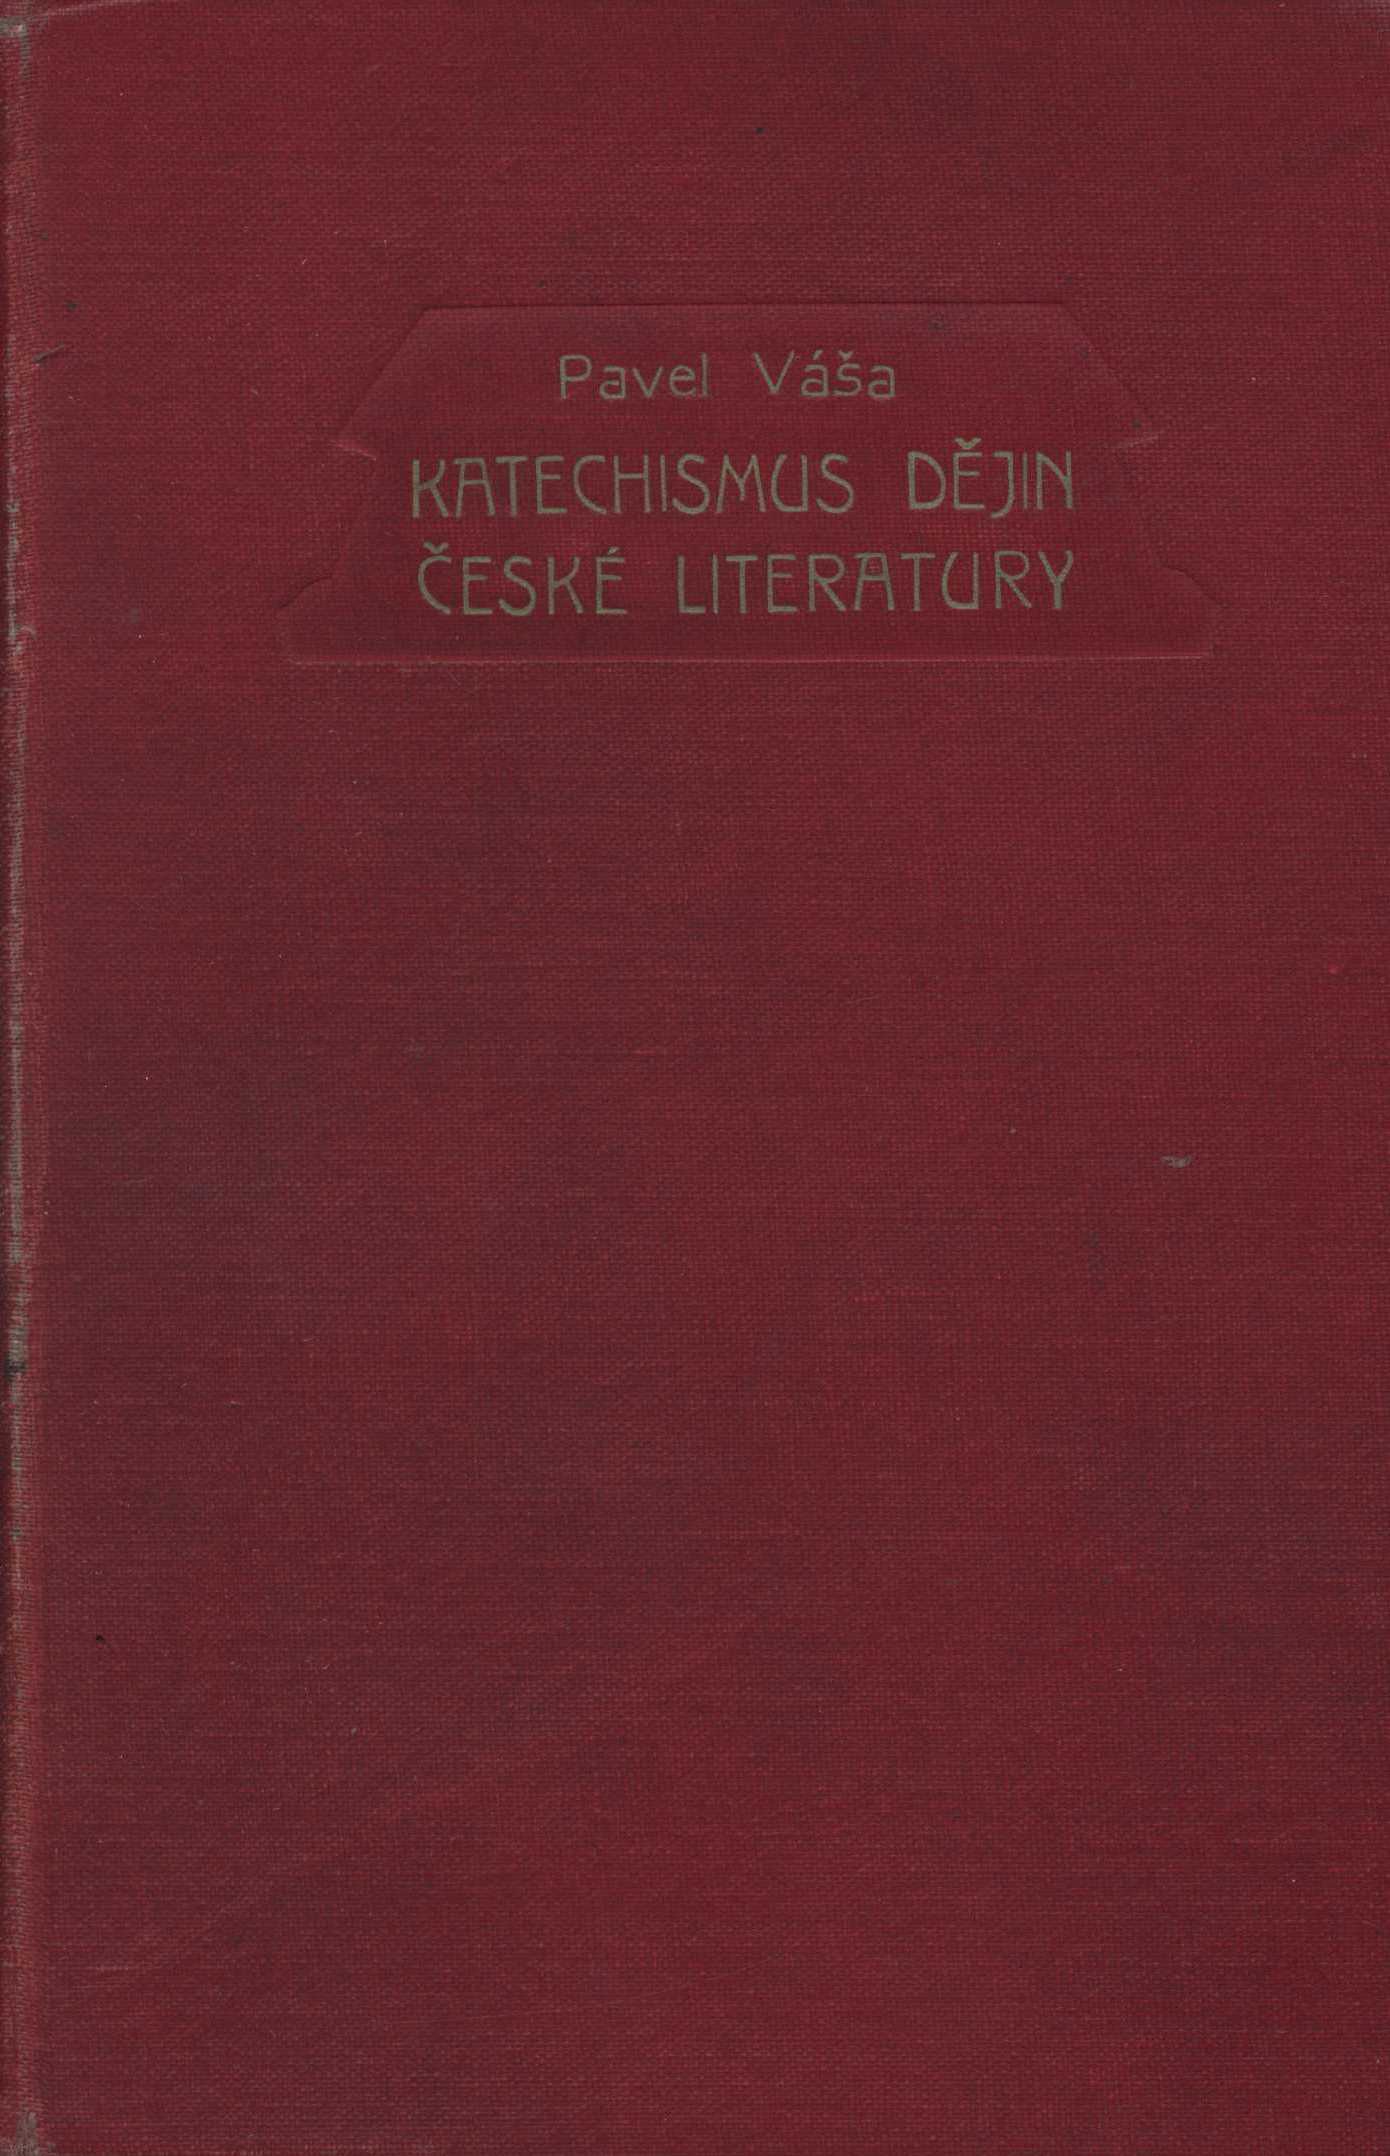 Pavel Váša
KATECHISMUS DĚJIN
ČESKÉ LITERATURY